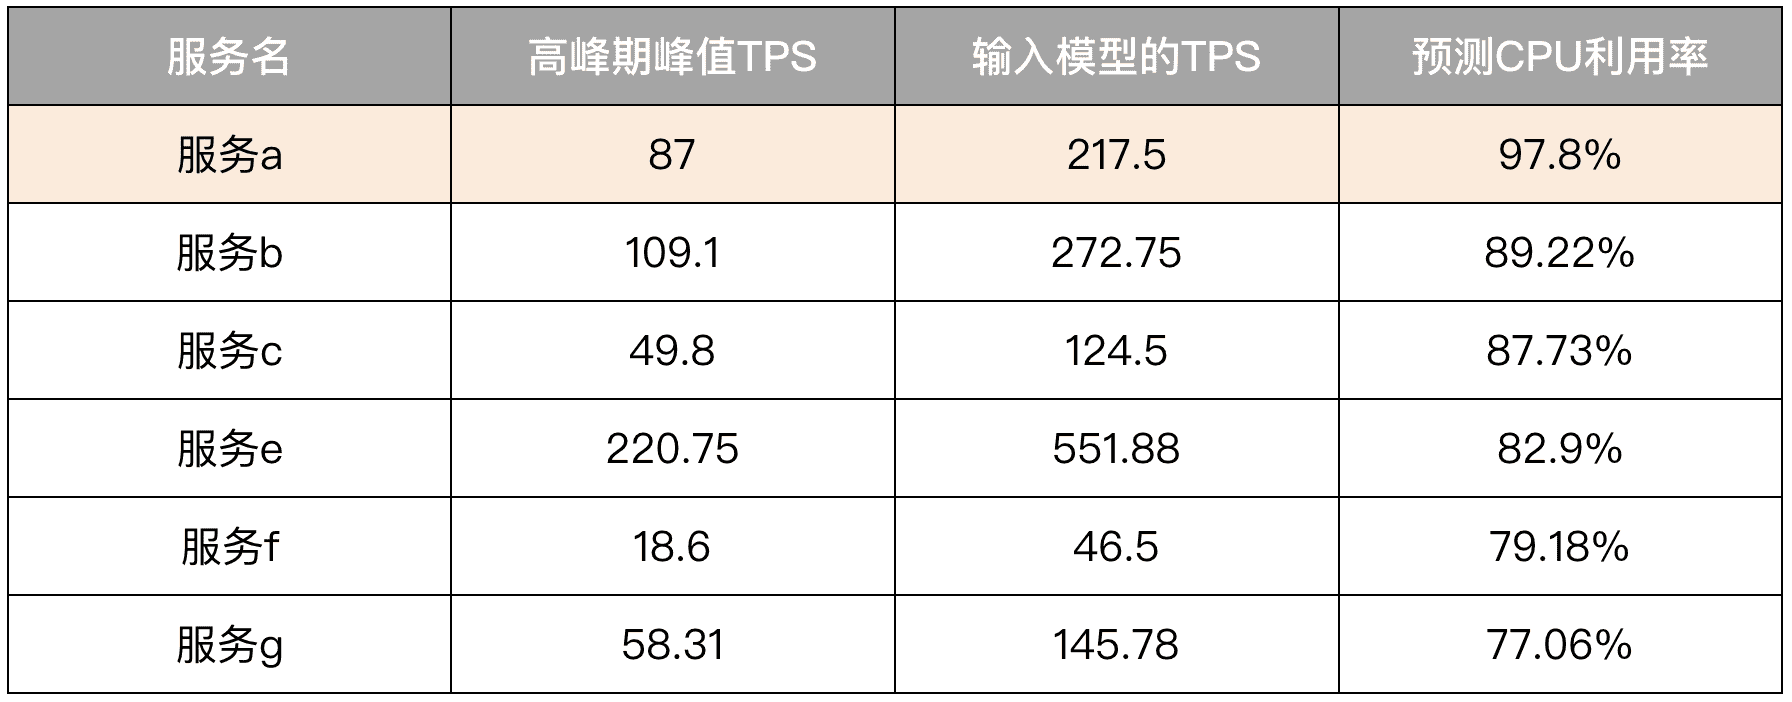 服务名 高峰期峰值TPS 输入模型的TPS 预测CPU利用率
服务a 87 217.5 97.8%
服务b 109.1 272.75 89.22%
服务c 49.8 124.5 87.73%
服务e 220.75 551.88 82.9%
服务f 18.6 46.5 79.18%
服务g 58.31 145.78 77.06%